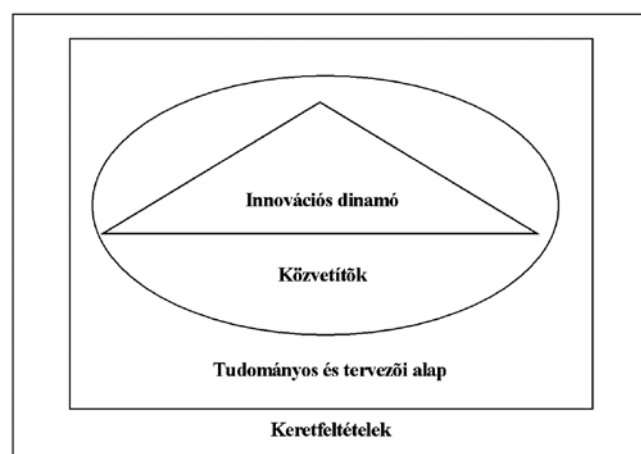 Innovációs dinamó
Közvetítõk
Tudományos és tervezõi alap
Keretfeltételek